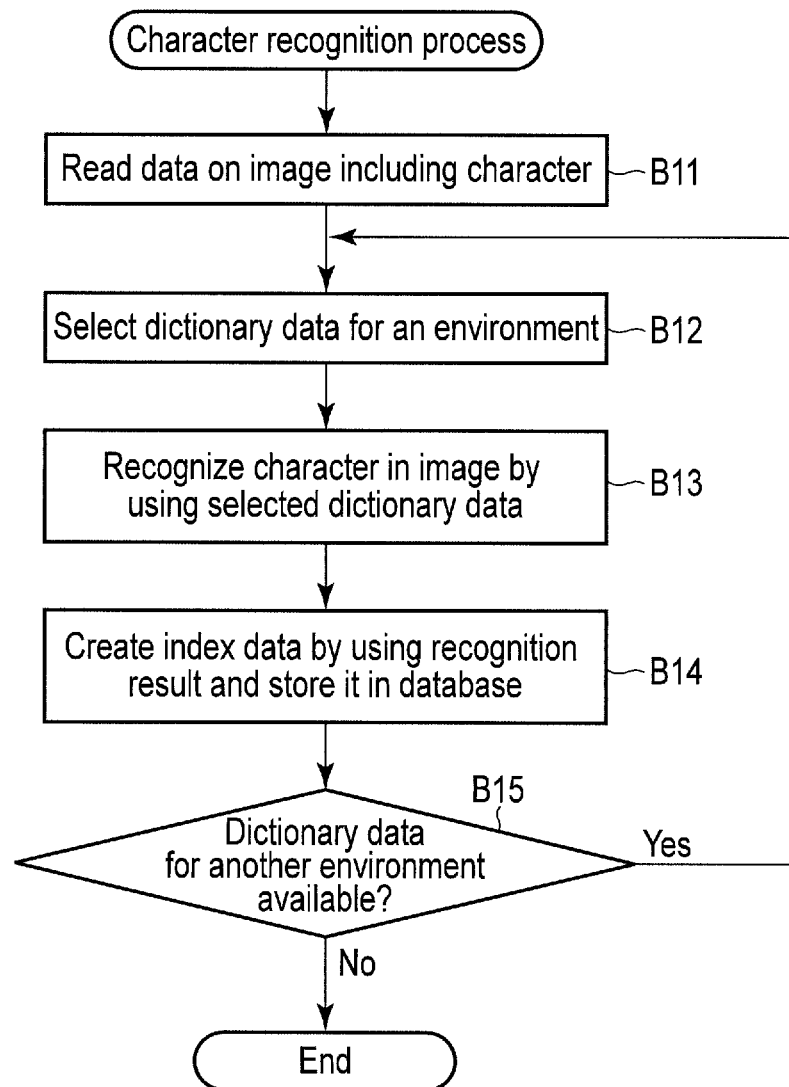 Character recognition process
Read data on image including character
B11
Select dictionary data for an environment
B12
Recognize character in image by
using selected dictionary data
B13
Create index data by using recognition
result and store it in database
B14
B15
Dictionary data
for another environment
available?
Yes
No
End